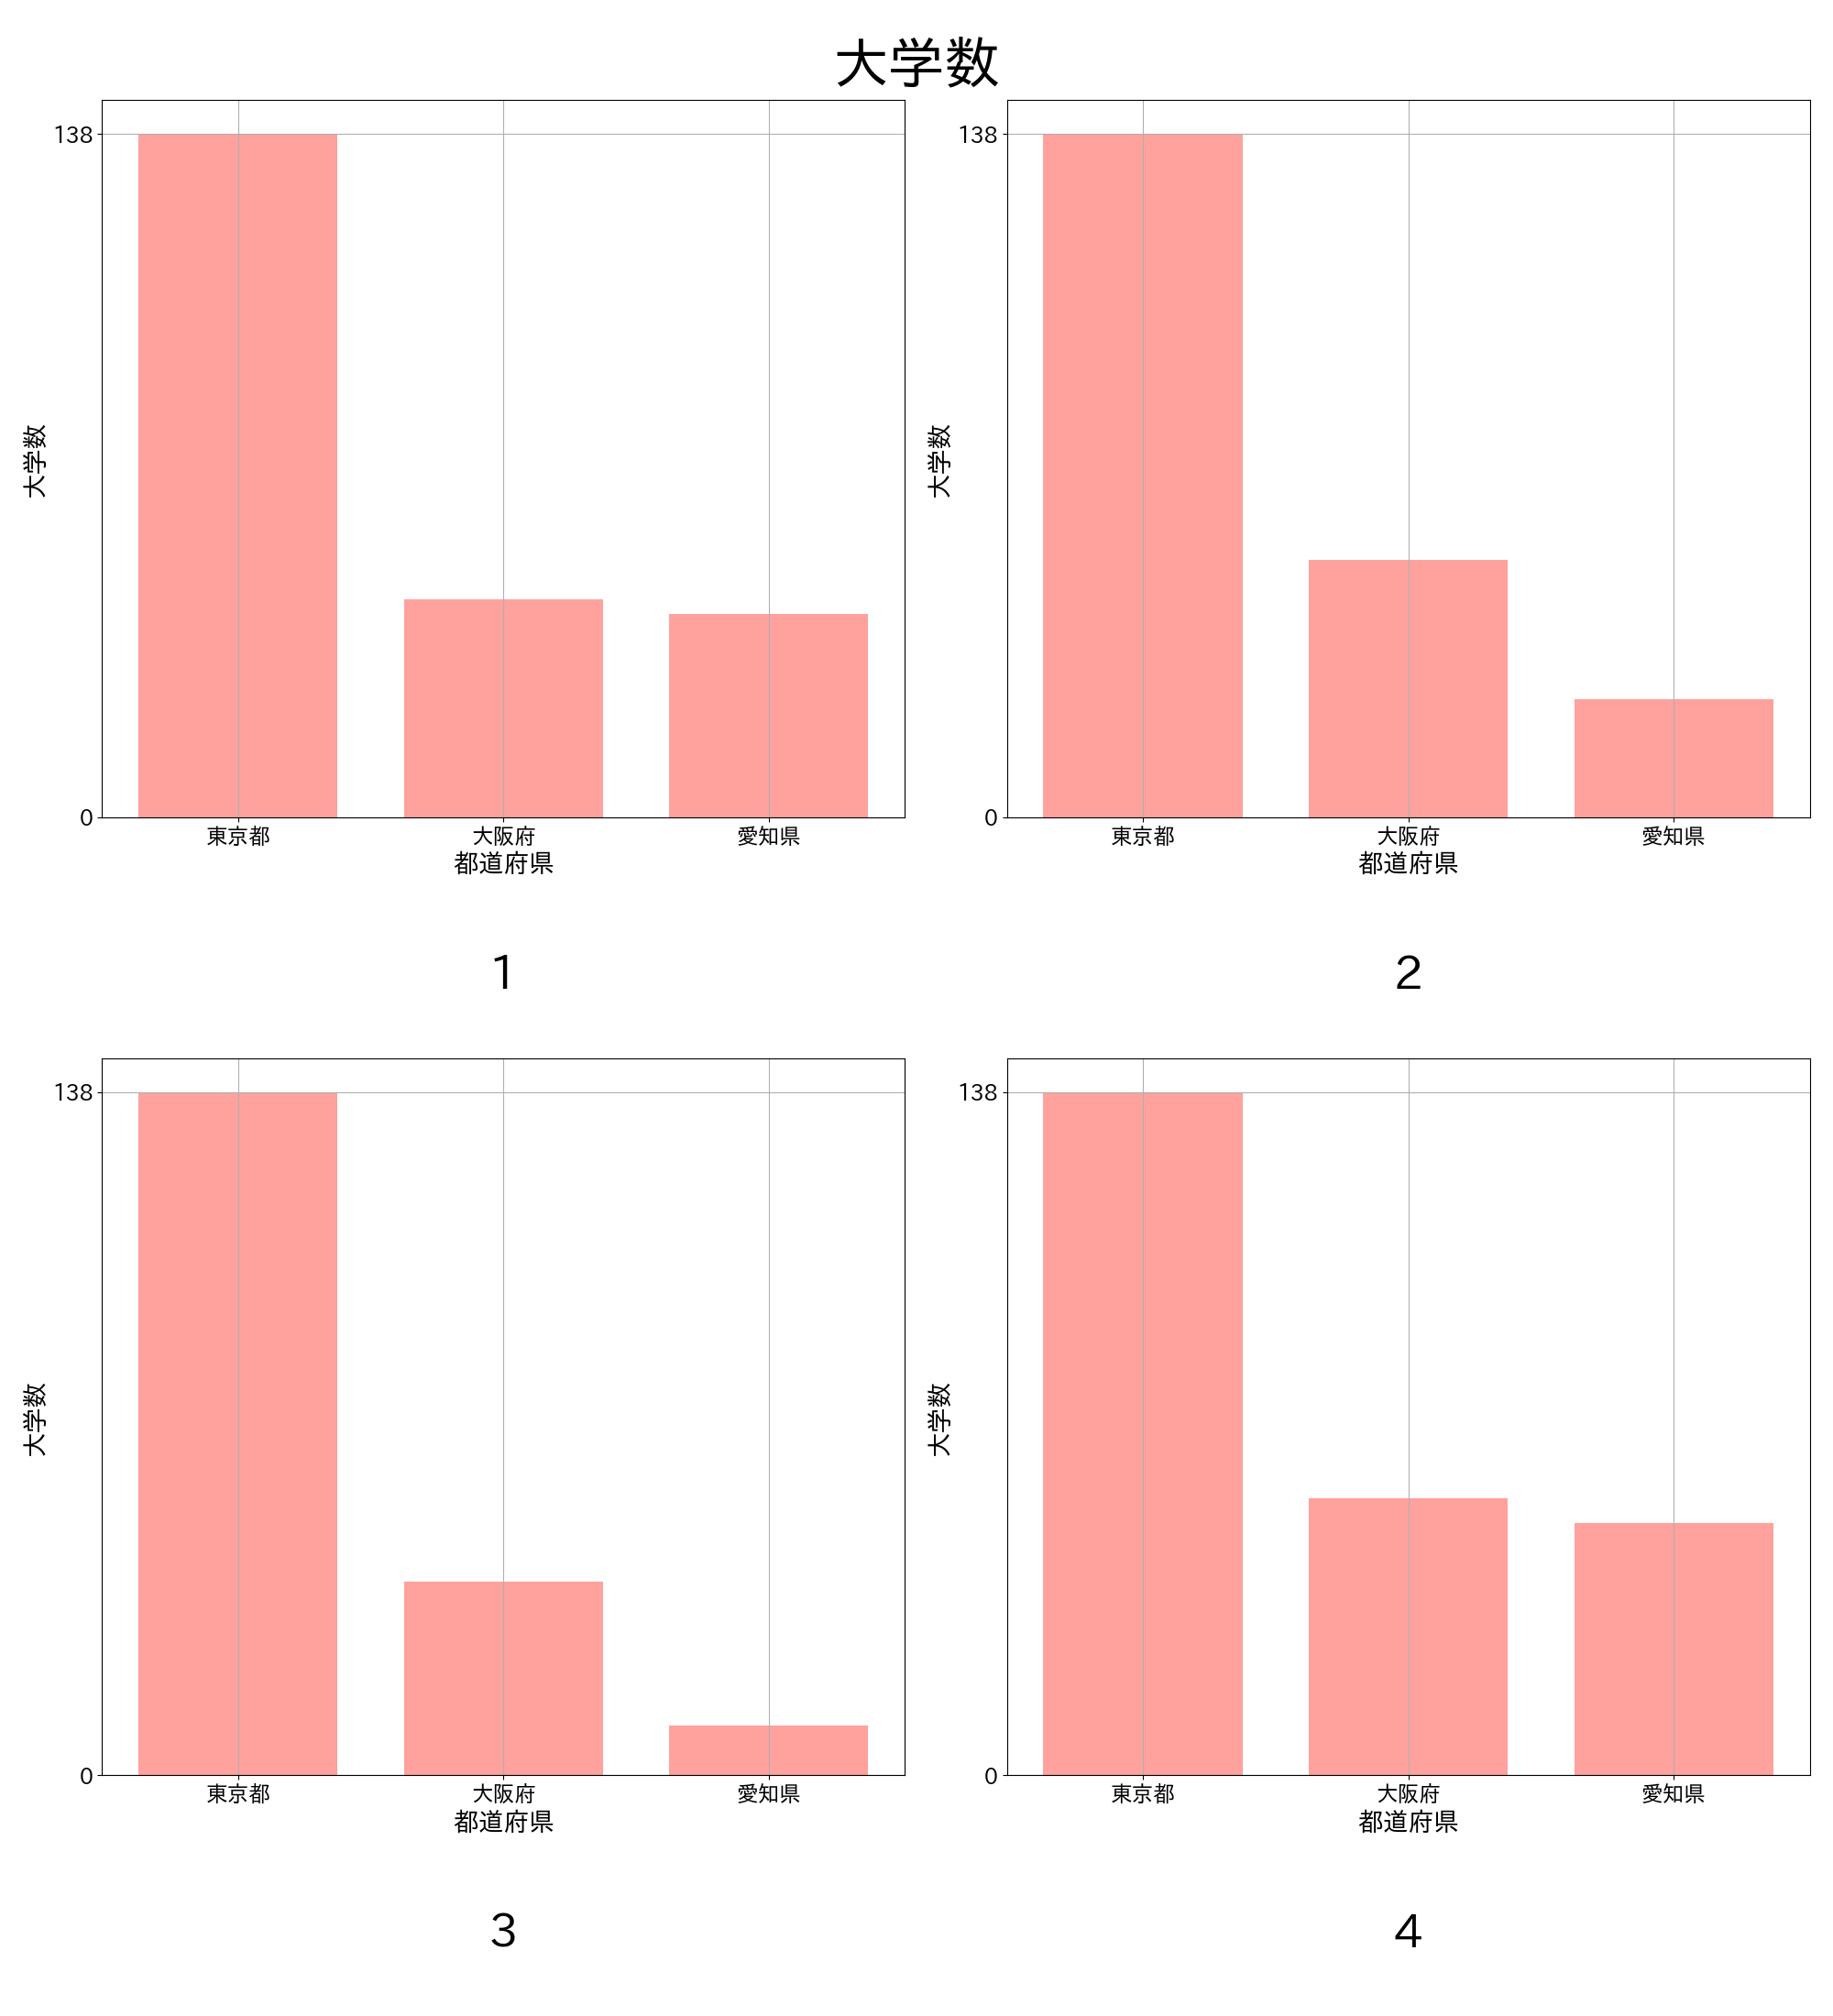 大学数
138
大学数
0
東京都 大阪府 愛知県
都道府県
1
138
大学数
0
東京都 大阪府 愛知県
都道府県
2
138
大学数
0
東京都 大阪府 愛知県
都道府県
3
138
大学数
0
東京都 大阪府 愛知県
都道府県
4